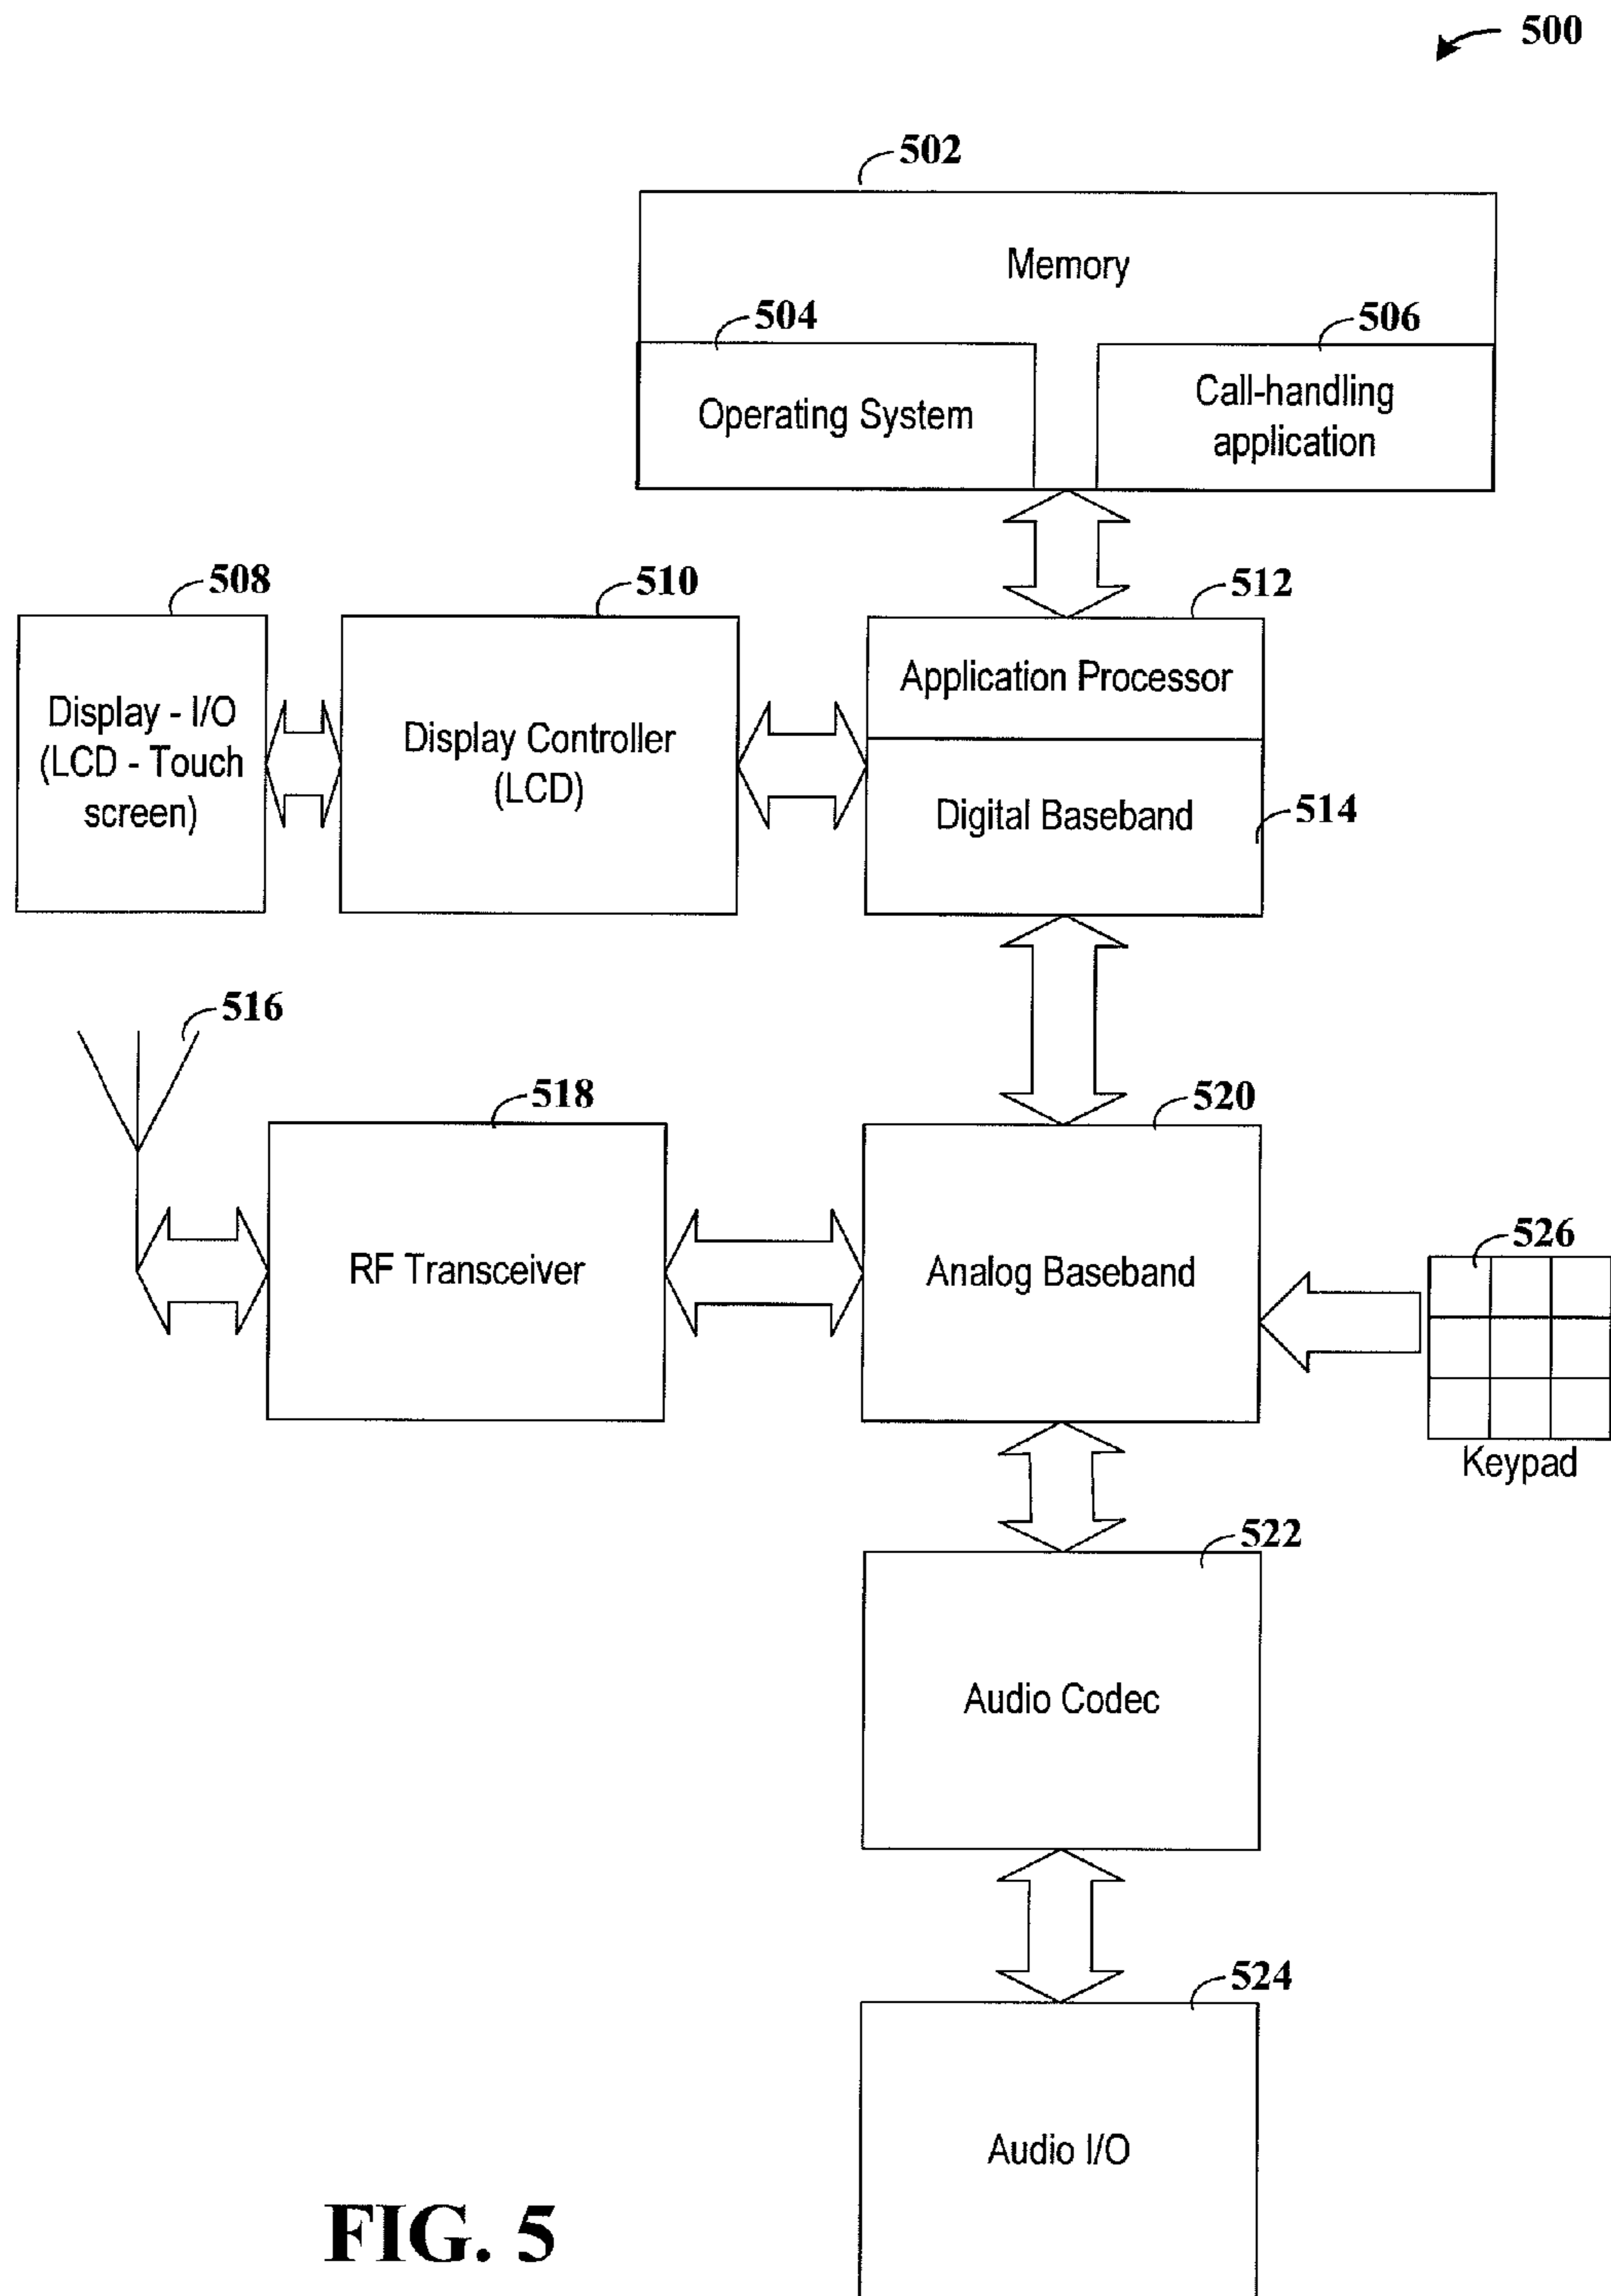 500
502
Memory
504
506
Operating System
Call-handling
application
508
510
512
Display - I/O
(LCD - Touch
screen)
Display Controller
(LCD)
Application Processor
Digital Baseband
514
516
518
520
RF Transceiver
Analog Baseband
526
Keypad
522
Audio Codec
524
Audio I/O
FIG. 5